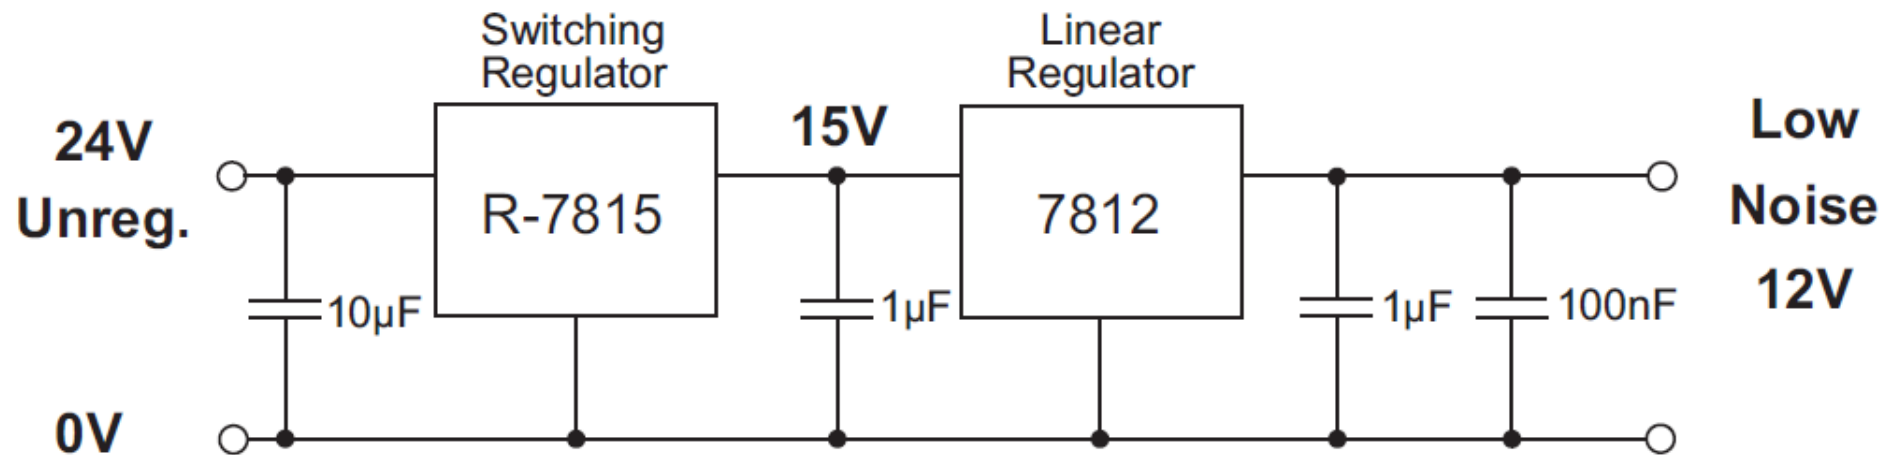 Switching
Regulator
Linear
Regulator
24V
Unreg.
15V
Low
Noise
12V
R-7815
7812
10µF
1µF
1µF
100nF
0V